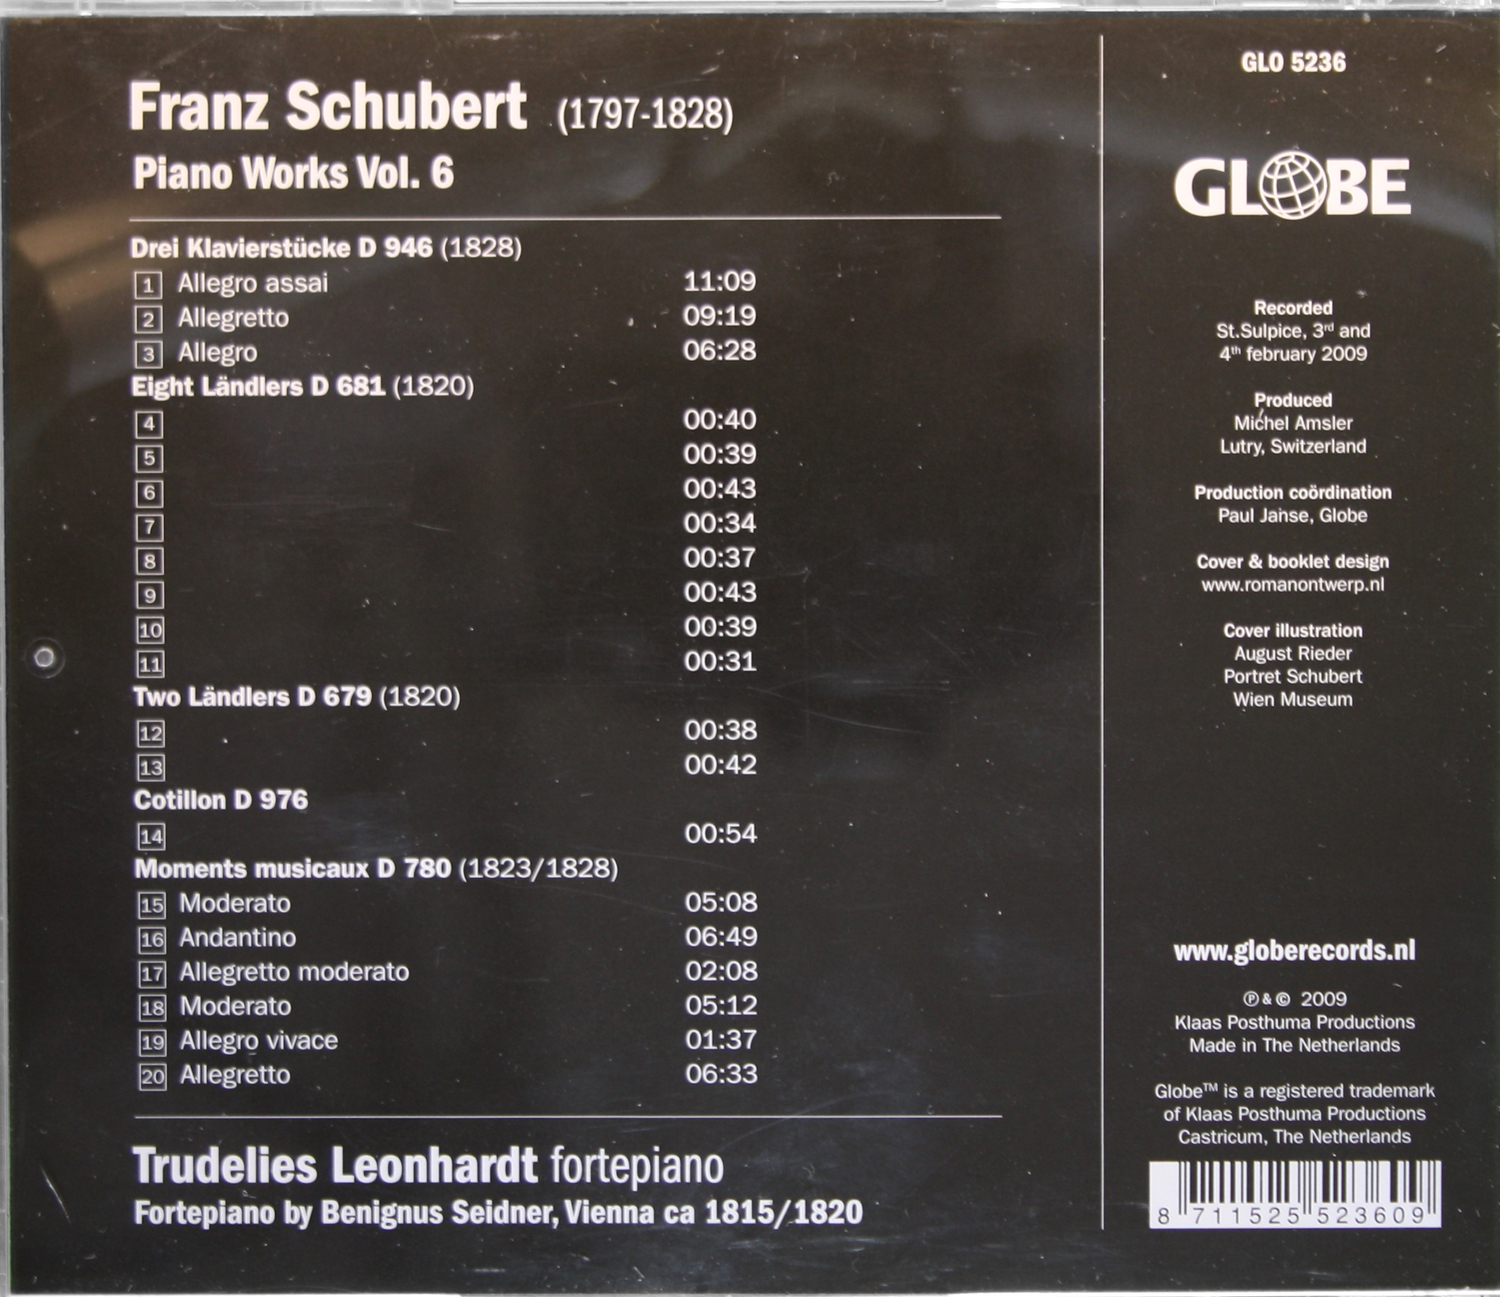 Franz Schubert (1797-1828)
Piano Works Vol. 6
Drei Klavierstücke D 946 (1828)
1 Allegro assai 11:09
2 Allegretto 09:19
3 Allegro 06:28
Eight Ländlers D 681 (1820)
4 00:40
5 00:39
6 00:43
7 00:34
8 00:37
9 00:43
10 00:39
11 00:31
Two Ländlers D 679 (1820)
12 00:38
13 00:42
Cotillon D 976
14 00:54
Moments musicaux D 780 (1823/1828)
15 Moderato 05:08
16 Andantino 06:49
17 Allegretto moderato 02:08
18 Moderato 05:12
19 Allegro vivace 01:37
20 Allegretto 06:33
Trudelies Leonhardt fortepiano
Fortepiano by Benignus Seidner, Vienna ca 1815/1820
GLO 5236
GLOBE
Recorded
St.Sulpice, 3rd and
4th february 2009
Produced
Michel Amsler
Lutry, Switzerland
Production coördination
Paul Janse, Globe
Cover & booklet design
www.romanontwerp.nl
Cover illustration
August Rieder
Portret Schubert
Wien Museum
www.globerecords.nl
℗ & © 2009
Klaas Posthuma Productions
Made in The Netherlands
Globe™ is a registered trademark
of Klaas Posthuma Productions
Castricum, The Netherlands
8 711525 523609